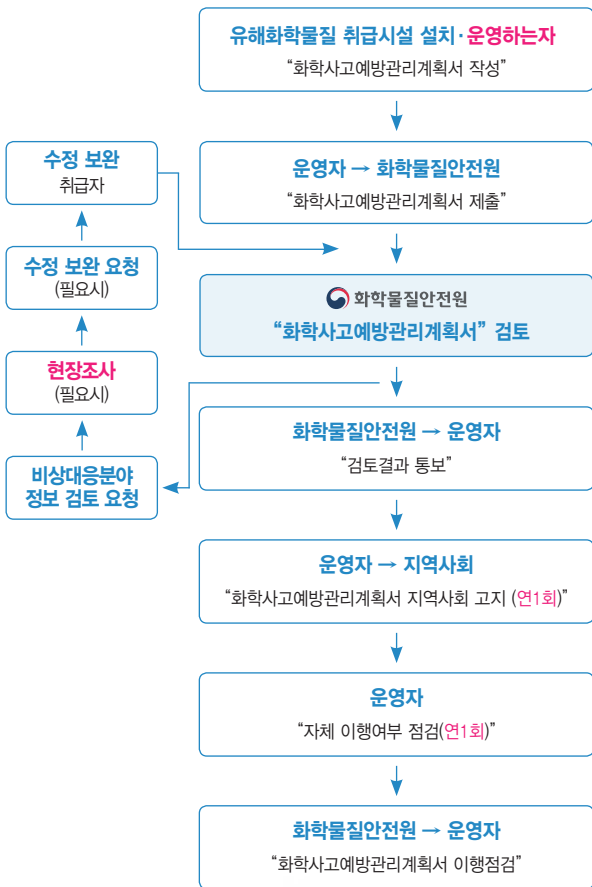 유해화학물질 취급시설 설치·운영하는자
“화학사고예방관리계획서 작성”
운영자 → 화학물질안전원
“화학사고예방관리계획서 제출”
수정 보완
취급자
수정 보완 요청
(필요시)
현장조사
(필요시)
비상대응분야
정보 검토 요청
화학물질안전원
“화학사고예방관리계획서” 검토
화학물질안전원 → 운영자
“검토결과 통보”
운영자 → 지역사회
“화학사고예방관리계획서 지역사회 고지 (연1회)”
운영자
“자체 이행여부 점검(연1회)”
화학물질안전원 → 운영자
“화학사고예방관리계획서 이행점검”